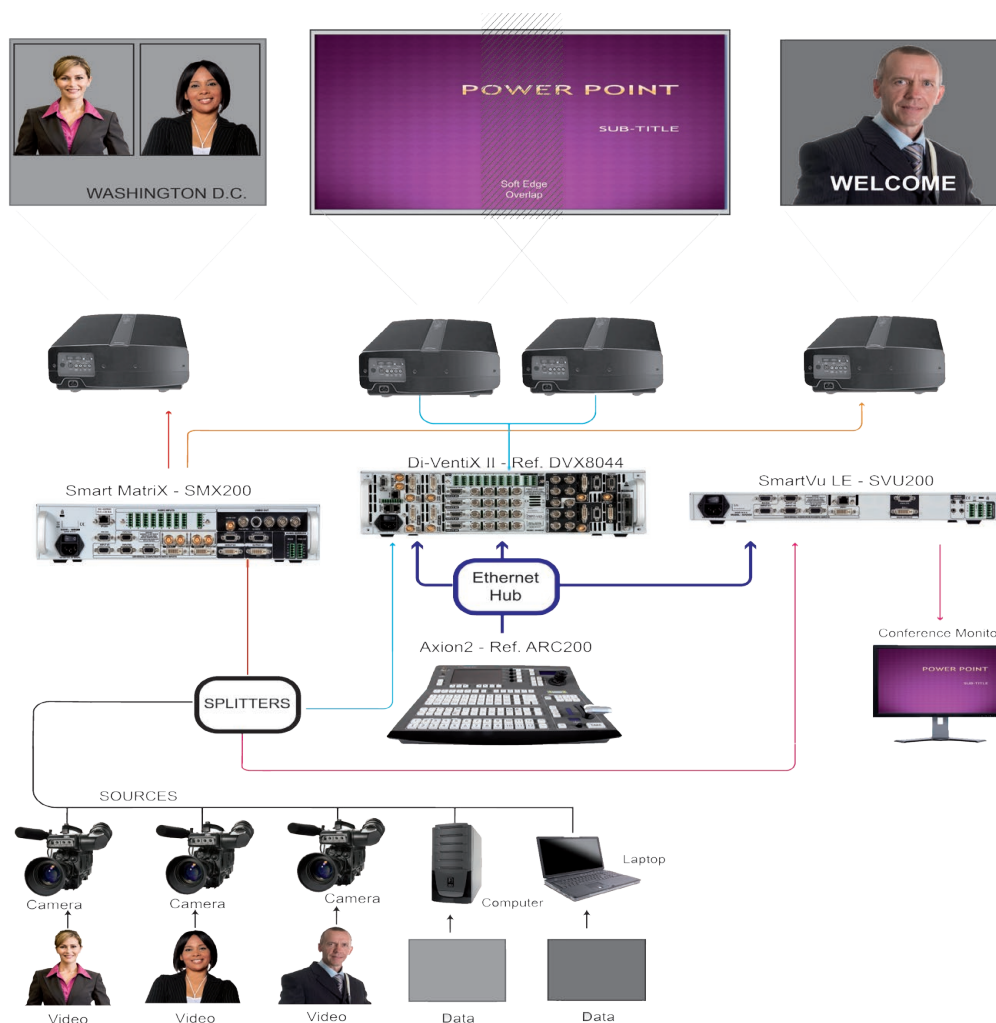 POWER POINT
SUB-TITLE
Soft Edge
Overlap
WASHINGTON D.C.
WELCOME
Di-VentiX II - Ref. DVX8044
Smart MatriX - SMX200
SmartVu LE - SVU200
Ethernet
Hub
Axion2 - Ref. ARC200
Conference Monito
POWER POINT
SUB-TITLE
SPLITTERS
SOURCES
Camera
Camera
Camera
Computer
Laptop
Video
Video
Video
Data
Data